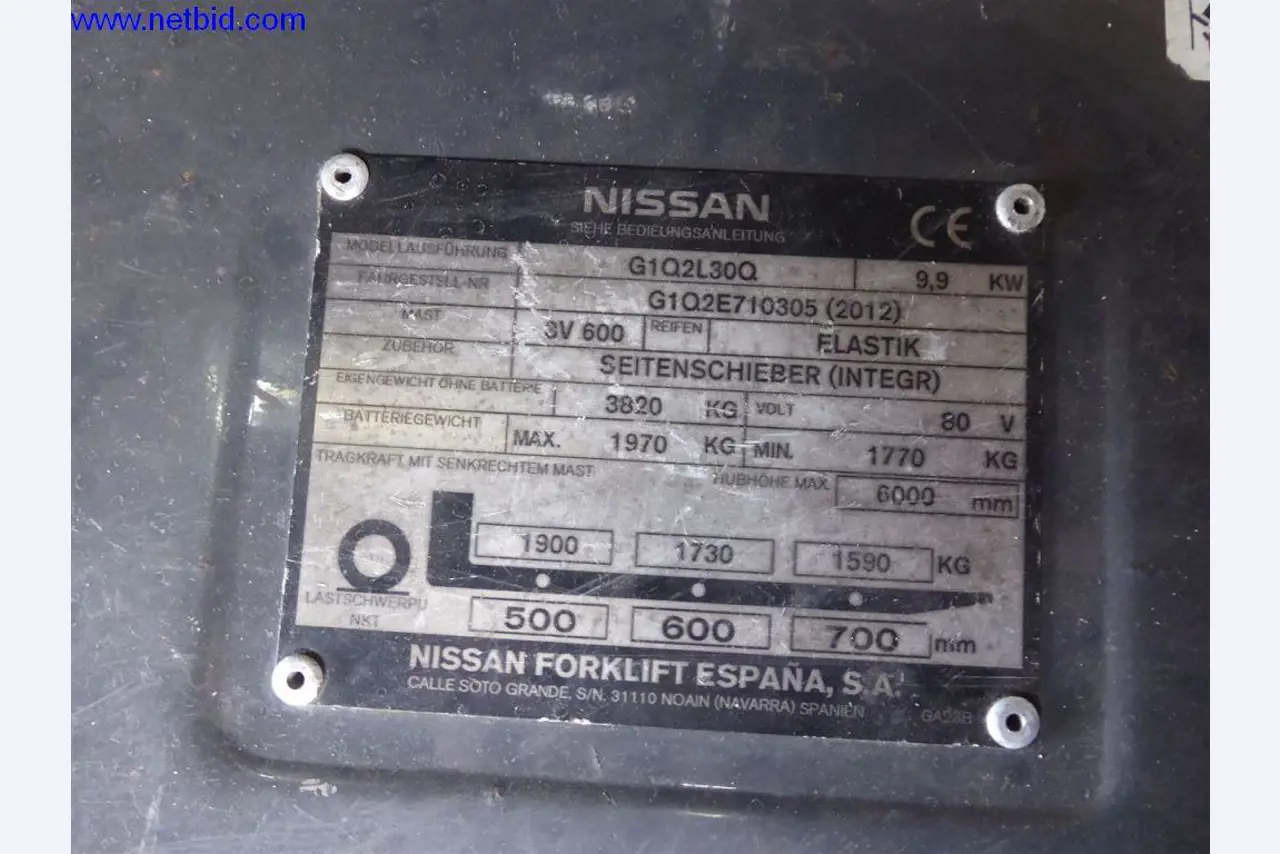 www.netbid.com
NISSAN
SIEHE BEDIEUNGSANLEITUNG
CE
MODELLAUSFÜHRUNG G1Q2L30Q 9,9 KW
FAHRGESTELL-NR G1Q2E710305 (2012)
MAST 3V 600 REIFEN ELASTIK
ZUBEHÖR SEITENSCHIEBER (INTEGR)
EIGENGEWICHT OHNE BATTERIE 3820 KG VOLT 80 V
BATTERIEGEWICHT MAX. 1970 KG MIN. 1770 KG
TRAGKRAFT MIT SENKRECHTEM MAST HUBHÖHE MAX. 6000 mm
1900 1730 1590 KG
LASTSCHWERPU
NKT
500 600 700 mm
NISSAN FORKLIFT ESPAÑA, S.A.
CALLE SOTO GRANDE, S/N. 31110 NOAIN (NAVARRA) SPANIEN GA23B